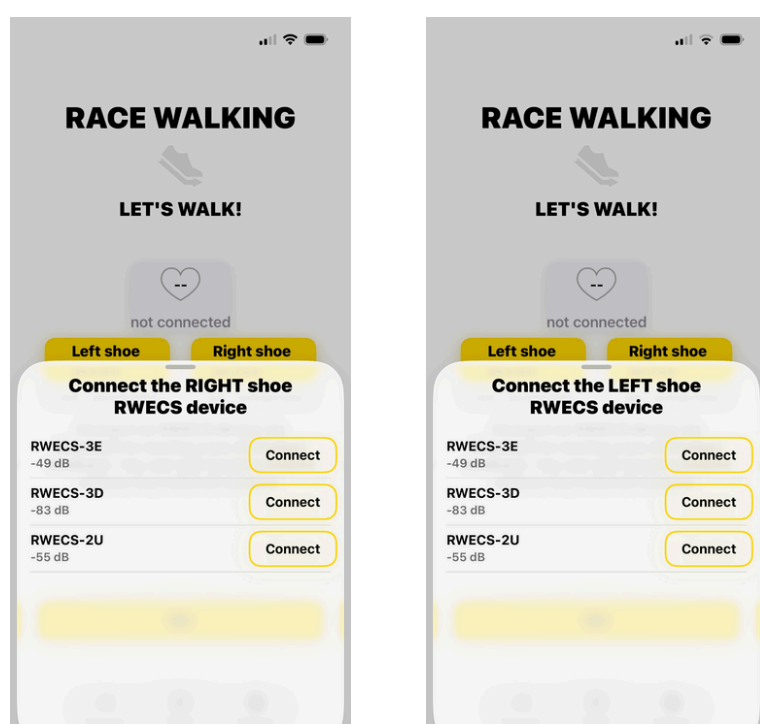 RACE WALKING
LET'S WALK!
--
not connected
Left shoe
Right shoe
Connect the RIGHT shoe
RWECS device
RWECS-3E
-49 dB
Connect
RWECS-3D
-83 dB
Connect
RWECS-2U
-55 dB
Connect
RACE WALKING
LET'S WALK!
--
not connected
Left shoe
Right shoe
Connect the LEFT shoe
RWECS device
RWECS-3E
-49 dB
Connect
RWECS-3D
-83 dB
Connect
RWECS-2U
-55 dB
Connect